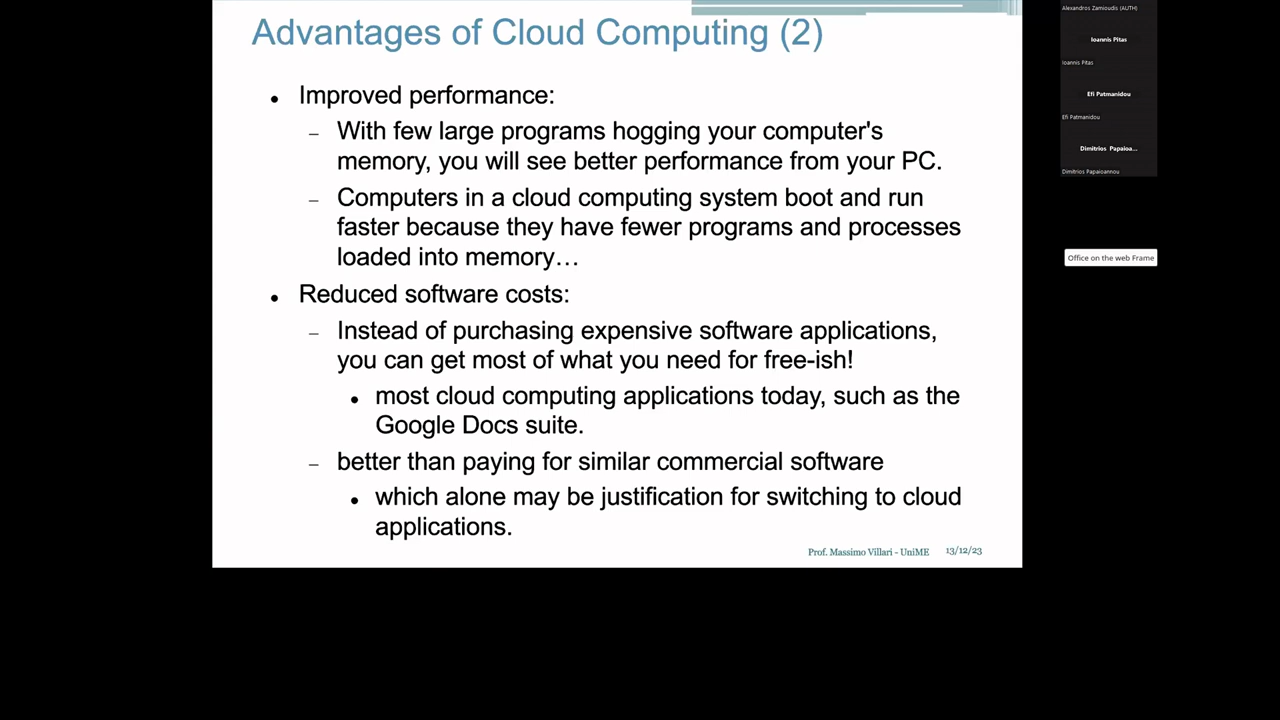 Advantages of Cloud Computing (2)
• Improved performance:
– With few large programs hogging your computer's
memory, you will see better performance from your PC.
– Computers in a cloud computing system boot and run
faster because they have fewer programs and processes
loaded into memory…
• Reduced software costs:
– Instead of purchasing expensive software applications,
you can get most of what you need for free-ish!
• most cloud computing applications today, such as the
Google Docs suite.
– better than paying for similar commercial software
• which alone may be justification for switching to cloud
applications.
Prof. Massimo Villari - UniME 13/12/23
Alexandros Zamioudis (AUTH)
Ioannis Pitas
Ioannis Pitas
Efi Patmanidou
Efi Patmanidou
Dimitrios Papaioa...
Dimitrios Papaioannou
Office on the web Frame